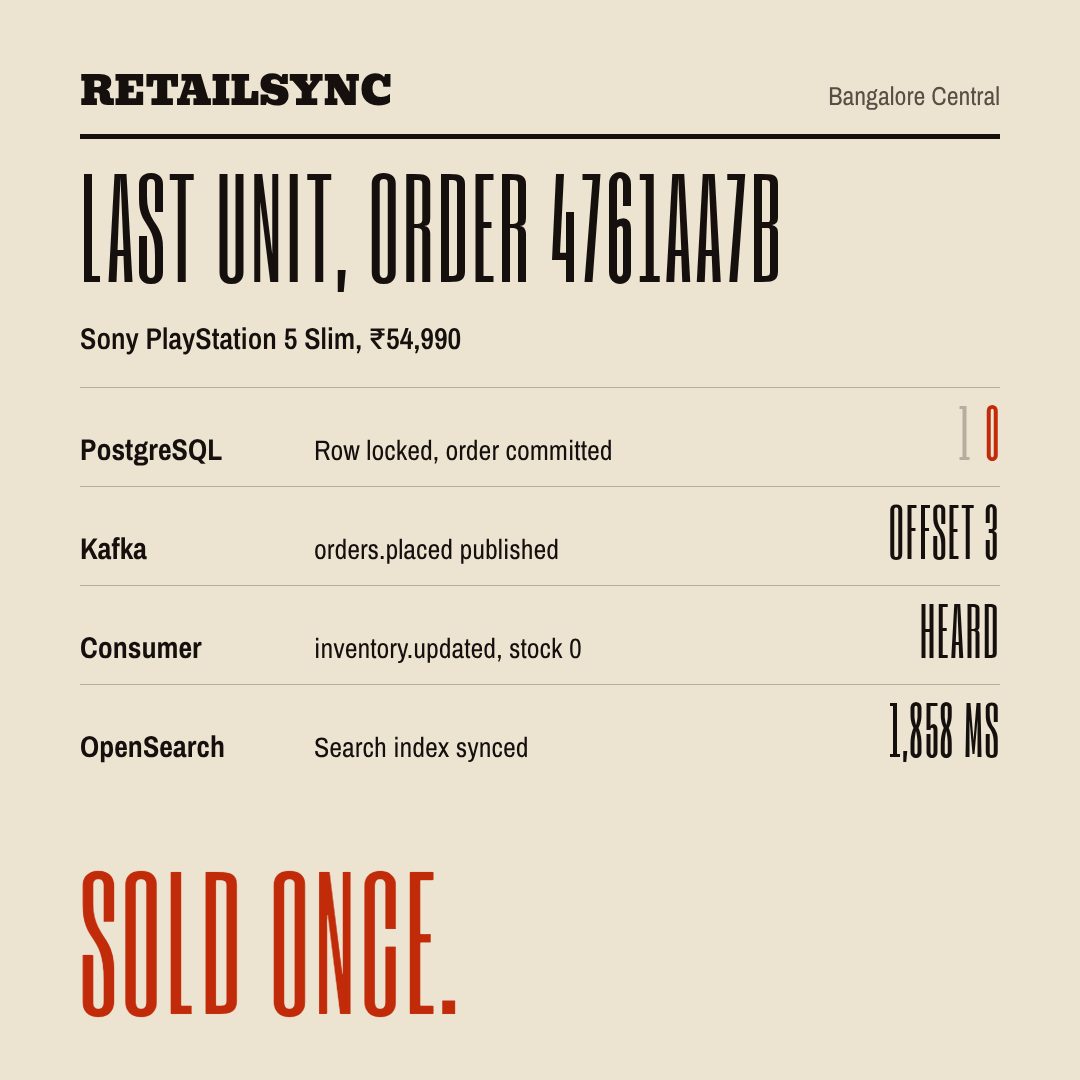 RETAILSYNC
Bangalore Central
LAST UNIT, ORDER 4761AA7B
Sony PlayStation 5 Slim, ₹54,990
PostgreSQL Row locked, order committed 1 0
Kafka orders.placed published OFFSET 3
Consumer inventory.updated, stock 0 HEARD
OpenSearch Search index synced 1,858 MS
SOLD ONCE.